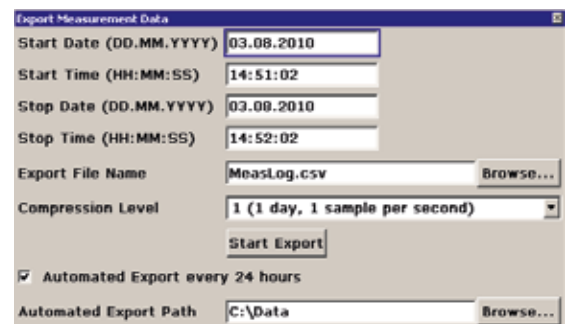 Export Measurement Data
Start Date (DD.MM.YYYY) 03.08.2010
Start Time (HH:MM:SS) 14:51:02
Stop Date (DD.MM.YYYY) 03.08.2010
Stop Time (HH:MM:SS) 14:52:02
Export File Name MeasLog.csv Browse...
Compression Level 1 (1 day, 1 sample per second)
Start Export
Automated Export every 24 hours
Automated Export Path C:\Data Browse...